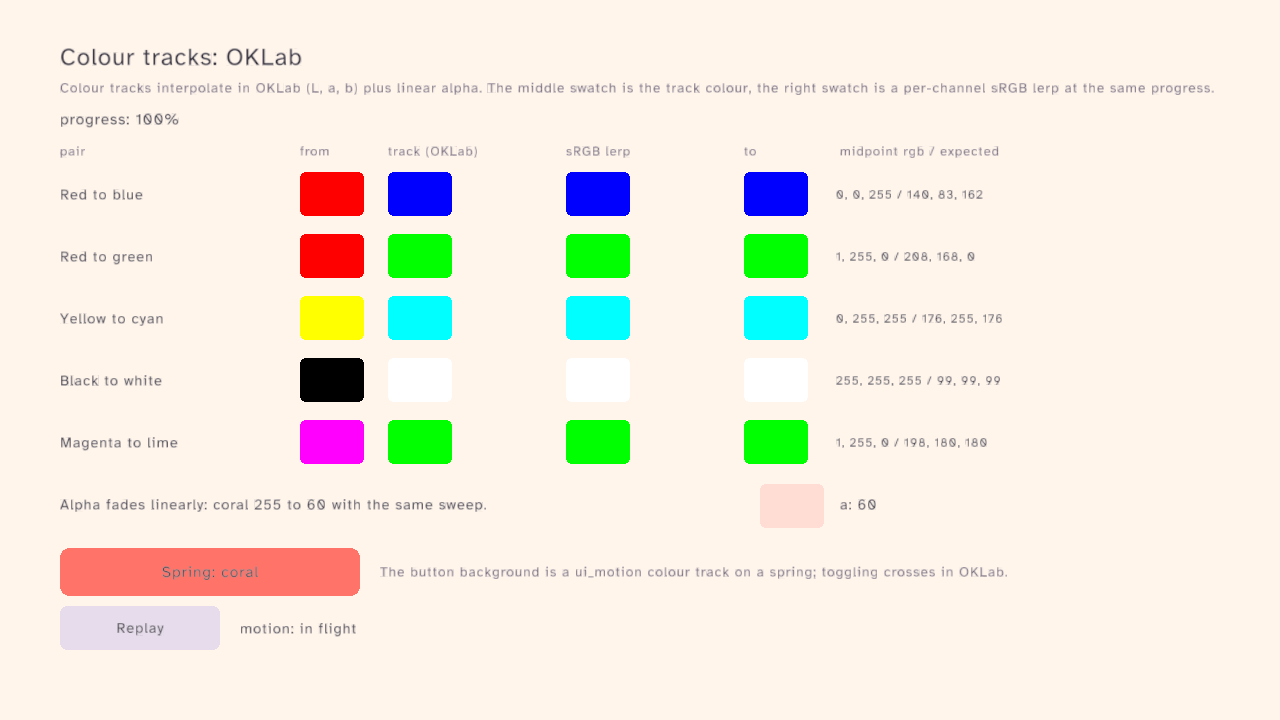 Colour tracks: OKLab
Colour tracks interpolate in OKLab (L, a, b) plus linear alpha. The middle swatch is the track colour, the right swatch is a per-channel sRGB lerp at the same progress.
progress: 100%
pair from track (OKLab) sRGB lerp to midpoint rgb / expected
Red to blue 0, 0, 255 / 140, 83, 162
Red to green 1, 255, 0 / 208, 168, 0
Yellow to cyan 0, 255, 255 / 176, 255, 176
Black to white 255, 255, 255 / 99, 99, 99
Magenta to lime 1, 255, 0 / 198, 180, 180
Alpha fades linearly: coral 255 to 60 with the same sweep. a: 60
Spring: coral The button background is a ui_motion colour track on a spring; toggling crosses in OKLab.
Replay motion: in flight